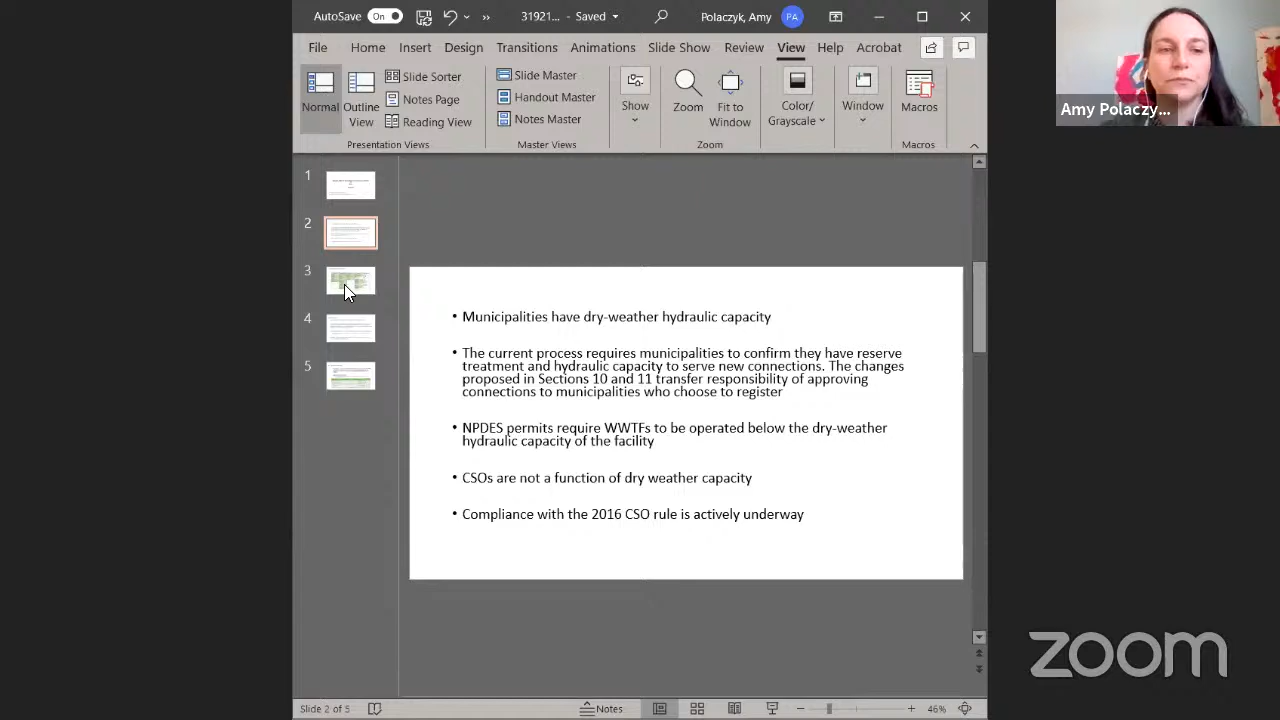 AutoSave On 31921... - Saved Polaczyk, Amy PA
File Home Insert Design Transitions Animations Slide Show Review View Help Acrobat
Normal
Outline View
Slide Sorter
Notes Page
Reading View
Presentation Views
Slide Master
Handout Master
Notes Master
Master Views
Show
Zoom
Fit to Window
Zoom
Color/ Grayscale
Window
Macros
Macros
Amy Polaczy...
1
2
3
4
5
• Municipalities have dry-weather hydraulic capacity
• The current process requires municipalities to confirm they have reserve
treatment and hydraulic capacity to serve new connections. The changes
proposed in Sections 10 and 11 transfer responsibility of approving
connections to municipalities who choose to register
• NPDES permits require WWTFs to be operated below the dry-weather
hydraulic capacity of the facility
• CSOs are not a function of dry weather capacity
• Compliance with the 2016 CSO rule is actively underway
Slide 2 of 5 Notes 46%
zoom